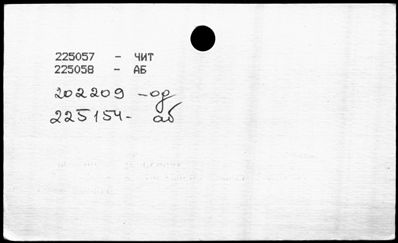 225057 - ЧИТ
225058 - АБ
202209 - од
225154 - аб